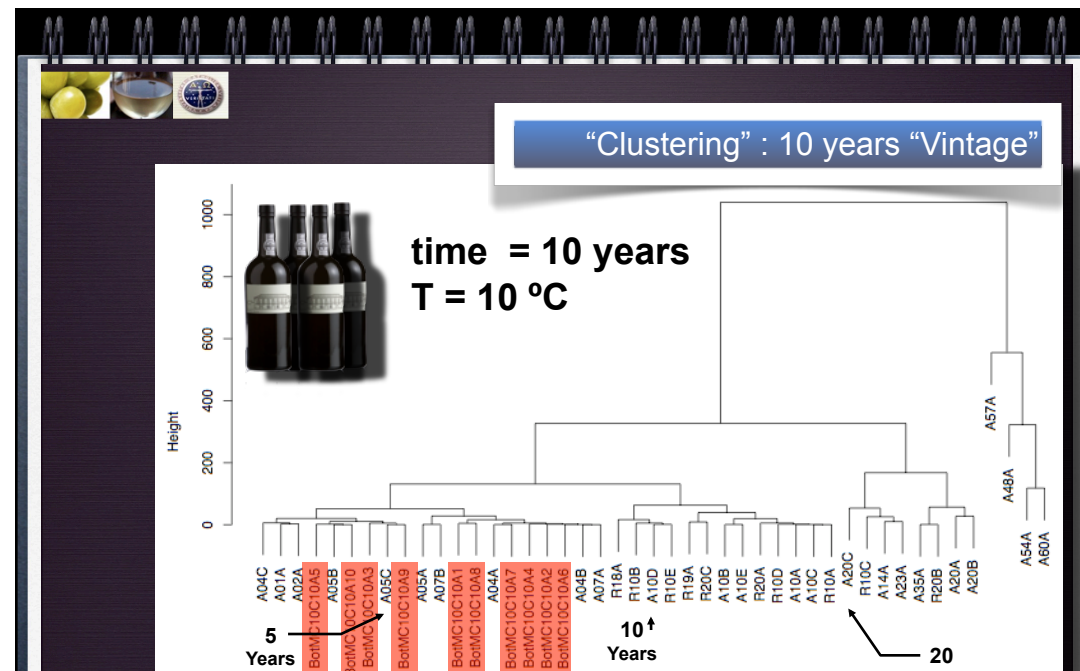 “Clustering” : 10 years “Vintage”
time = 10 years
T = 10 ºC
Height
1000
800
600
400
200
0
A57A
A48A
A54A
A60A
A04C
A01A
A02A
BotMC10C10A5
A05B
BotMC10C10A10
BotMC10C10A3
A05C
BotMC10C10A9
A05A
A07B
BotMC10C10A1
BotMC10C10A8
A04A
BotMC10C10A7
BotMC10C10A4
BotMC10C10A2
BotMC10C10A6
A04B
A07A
R18A
R10B
A10D
R10E
R19A
R20C
A10B
A10E
R20A
R10D
A10A
A10C
R10A
A20C
R10C
A14A
A23A
A35A
R20B
A20A
A20B
5
Years
10
Years
20